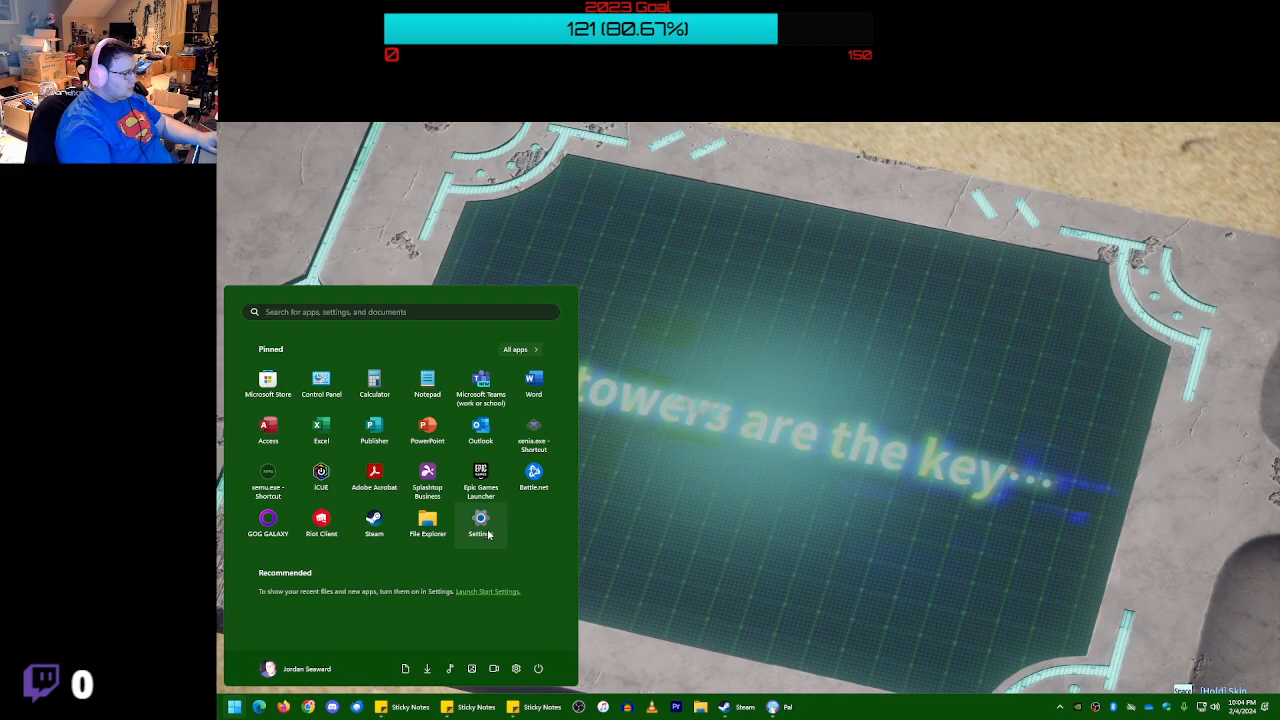 2023 Goal
121 (80.67%)
0
150
Search for apps, settings, and documents
Pinned
All apps
Microsoft Store
Control Panel
Calculator
Notepad
Microsoft Teams (work or school)
Word
Access
Excel
Publisher
PowerPoint
Outlook
xenia.exe - Shortcut
xemu.exe - Shortcut
iCUE
Adobe Acrobat
Splashtop Business
Epic Games Launcher
Battle.net
GOG GALAXY
Riot Client
Steam
File Explorer
Settings
towers are the key...
Recommended
To show your recent files and new apps, turn them on in Settings. Launch Start Settings.
Jordan Seaward
0
[Hold] Skip
Sticky Notes
Sticky Notes
Sticky Notes
Steam
Pal
10:04 PM
2/4/2024